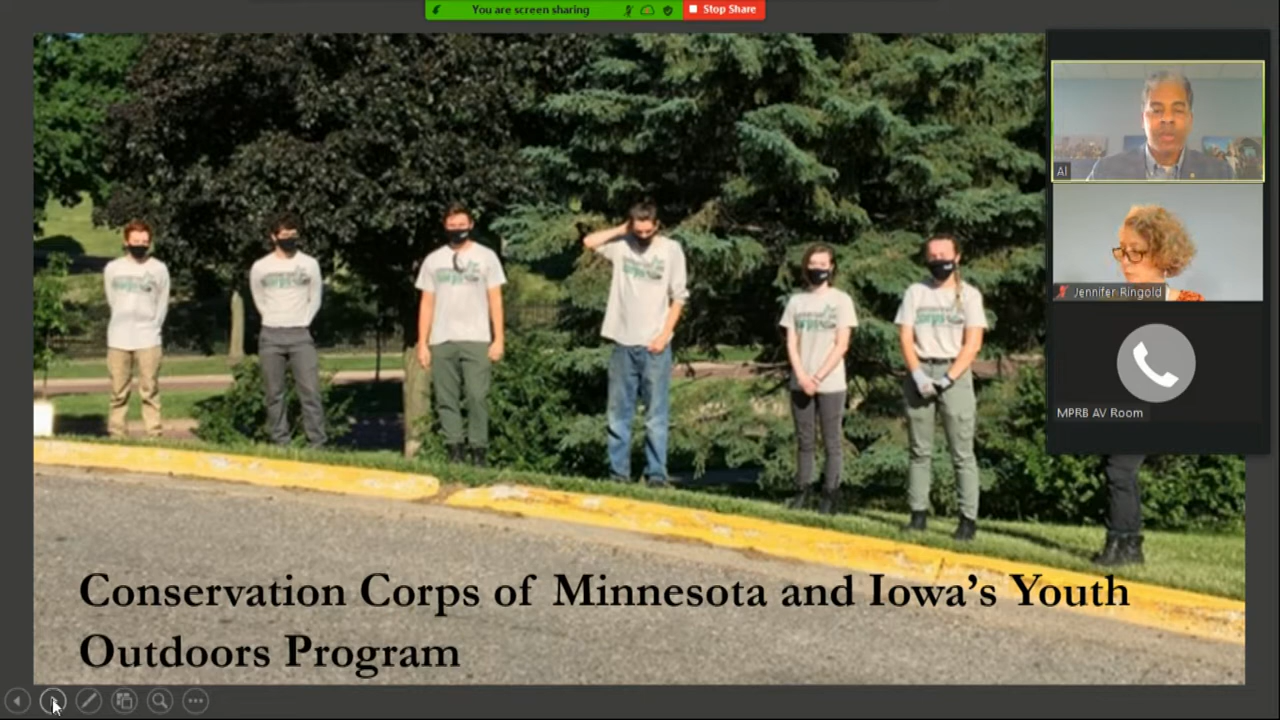 You are screen sharing
Stop Share
Al
Jennifer Ringold
MPRB AV Room
Conservation Corps of Minnesota and Iowa's Youth
Outdoors Program